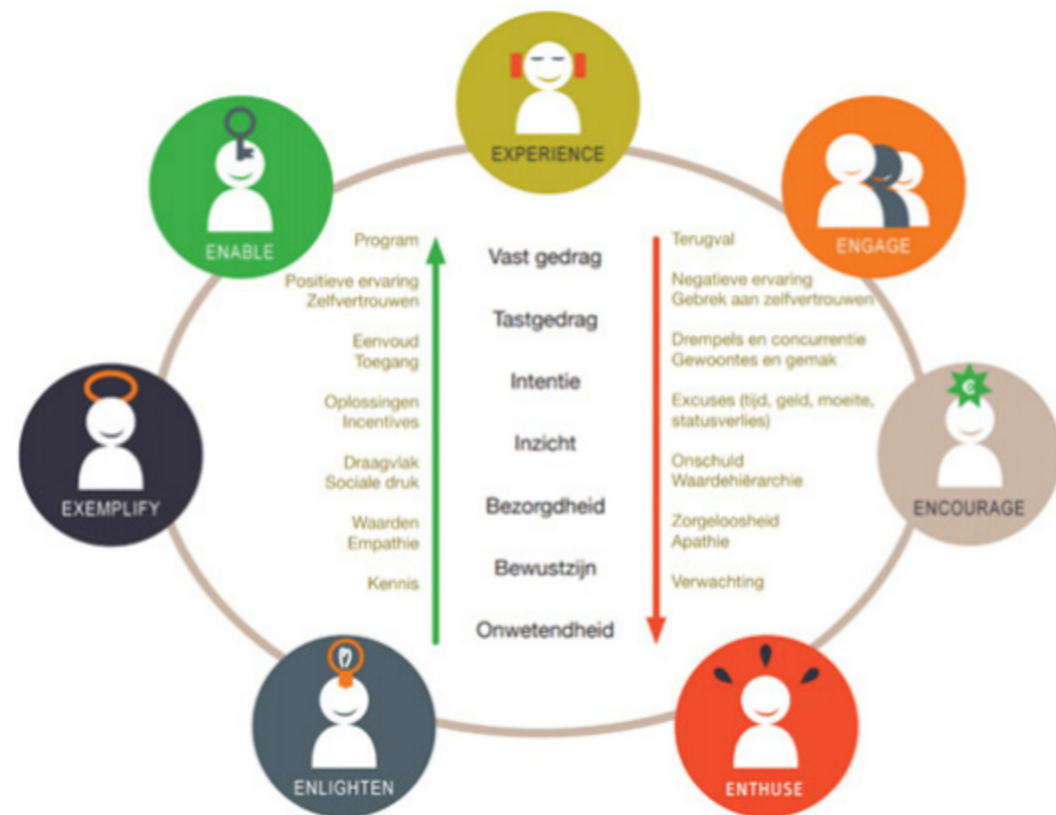 EXPERIENCE
ENABLE
ENGAGE
Program
Positieve ervaring
Zelfvertrouwen
Eenvoud
Toegang
Oplossingen
Incentives
Draagvlak
Sociale druk
Waarden
Empathie
Kennis
Vast gedrag
Tastgedrag
Intentie
Inzicht
Bezorgdheid
Bewustzijn
Onwetendheid
Terugval
Negatieve ervaring
Gebrek aan zelfvertrouwen
Drempels en concurrentie
Gewoontes en gemak
Excuses (tijd, geld, moeite,
statusverlies)
Onschuld
Waardehiërarchie
Zorgeloosheid
Apathie
Verwachting
EXEMPLIFY
€
ENCOURAGE
ENLIGHTEN
ENTHUSE